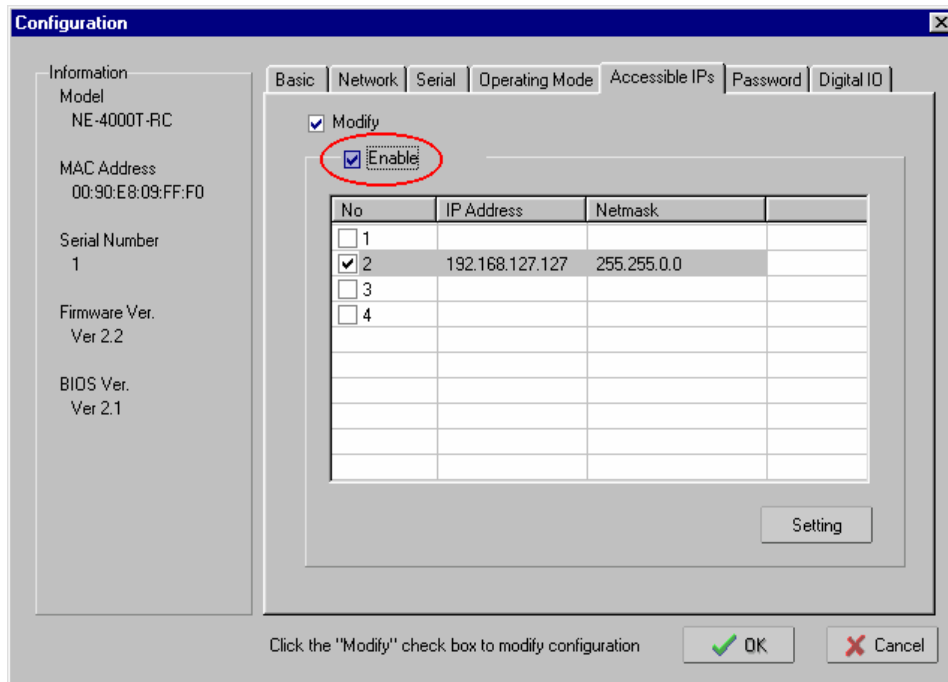 Configuration
Information
Model
NE-4000T-RC
MAC Address
00:90:E8:09:FF:F0
Serial Number
1
Firmware Ver.
Ver 2.2
BIOS Ver.
Ver 2.1
Basic Network Serial Operating Mode Accessible IPs Password Digital IO
Modify
Enable
No IP Address Netmask
1
2 192.168.127.127 255.255.0.0
3
4
Setting
Click the "Modify" check box to modify configuration
OK
Cancel